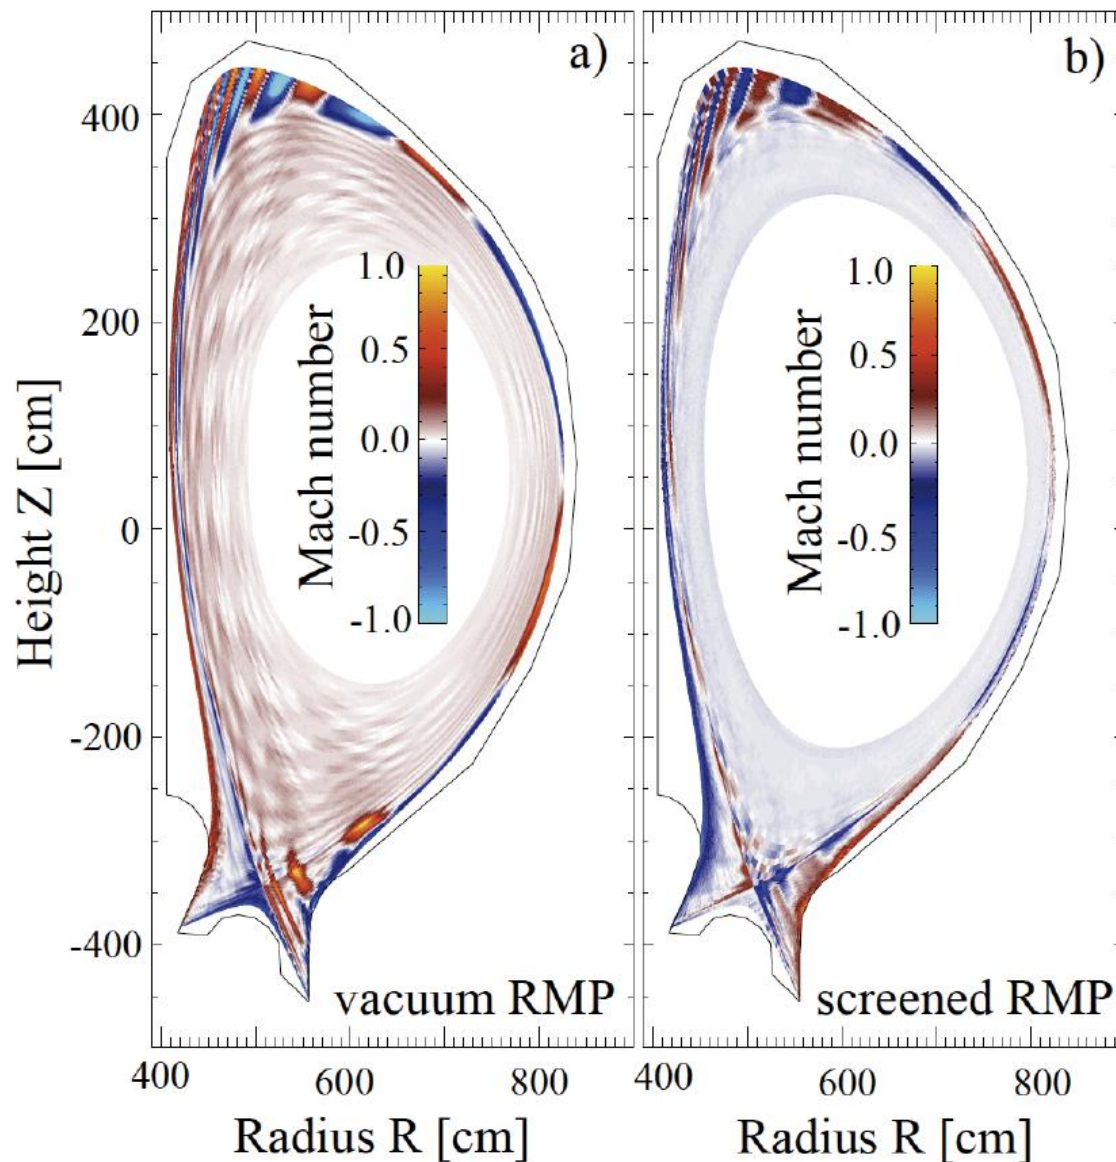 a)
b)
400
200
0
-200
-400
Height Z [cm]
1.0
0.5
0.0
-0.5
-1.0
Mach number
1.0
0.5
0.0
-0.5
-1.0
Mach number
vacuum RMP
screened RMP
400
600
800
400
600
800
Radius R [cm]
Radius R [cm]